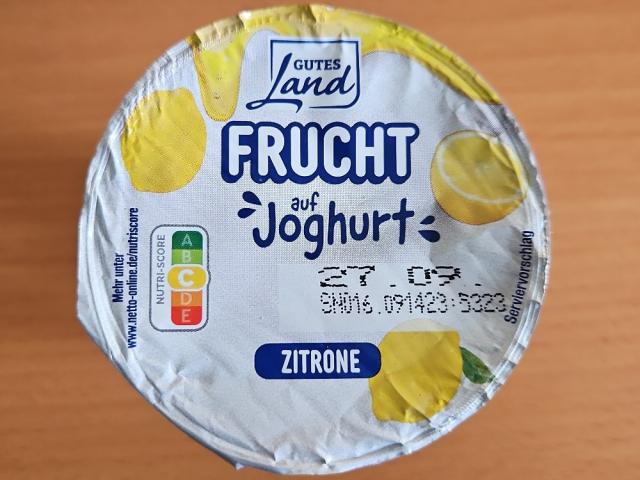 GUTES
Land
FRUCHT
auf
Joghurt
Mehr unter
www.netto-online.de/nutriscore
NUTRI-SCORE
A
B
C
D
E
27.09.
SM016.091423·5323
Serviervorschlag
ZITRONE